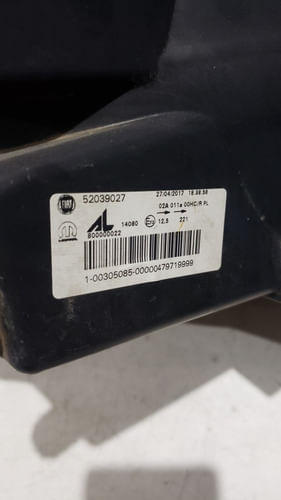 FIAT
52039027
27/04/2017 18.38.58
02A 011a 00HC/R PL
AL 14080 12,5 221
800000022
1-00305085-00000479719999